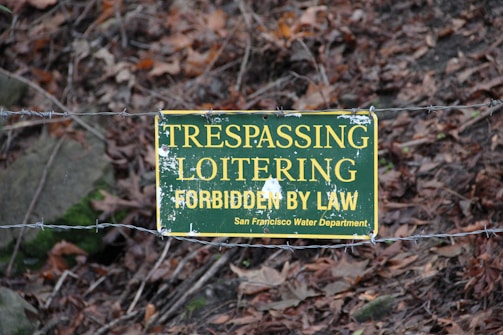 TRESPASSING
LOITERING
FORBIDDEN BY LAW
San Francisco Water Department